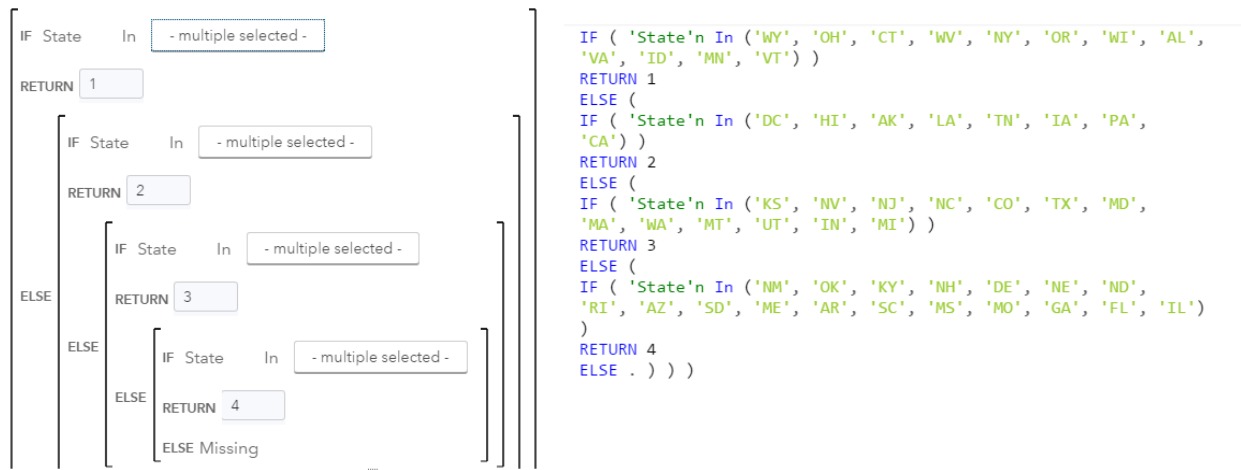 IF State In - multiple selected -
RETURN 1
IF State In - multiple selected -
RETURN 2
IF State In - multiple selected -
ELSE RETURN 3
ELSE IF State In - multiple selected -
ELSE RETURN 4
ELSE Missing
IF ( 'State'n In ('WY', 'OH', 'CT', 'WV', 'NY', 'OR', 'WI', 'AL',
'VA', 'ID', 'MN', 'VT') )
RETURN 1
ELSE (
IF ( 'State'n In ('DC', 'HI', 'AK', 'LA', 'TN', 'IA', 'PA',
'CA') )
RETURN 2
ELSE (
IF ( 'State'n In ('KS', 'NV', 'NJ', 'NC', 'CO', 'TX', 'MD',
'MA', 'WA', 'MT', 'UT', 'IN', 'MI') )
RETURN 3
ELSE (
IF ( 'State'n In ('NM', 'OK', 'KY', 'NH', 'DE', 'NE', 'ND',
'RI', 'AZ', 'SD', 'ME', 'AR', 'SC', 'MS', 'MO', 'GA', 'FL', 'IL')
)
RETURN 4
ELSE . ) ) )